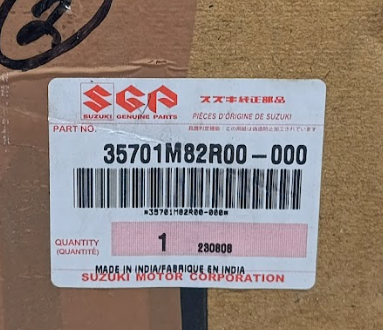 SGP スズキ純正部品
SUZUKI GENUINE PARTS PIÈCES D'ORIGINE DE SUZUKI
PART NO.
35701M82R00-000
*35701M82R00-000*
QUANTITY
(QUANTITÉ)
1 230808
MADE IN INDIA/FABRIQUE EN INDIA
SUZUKI MOTOR CORPORATION